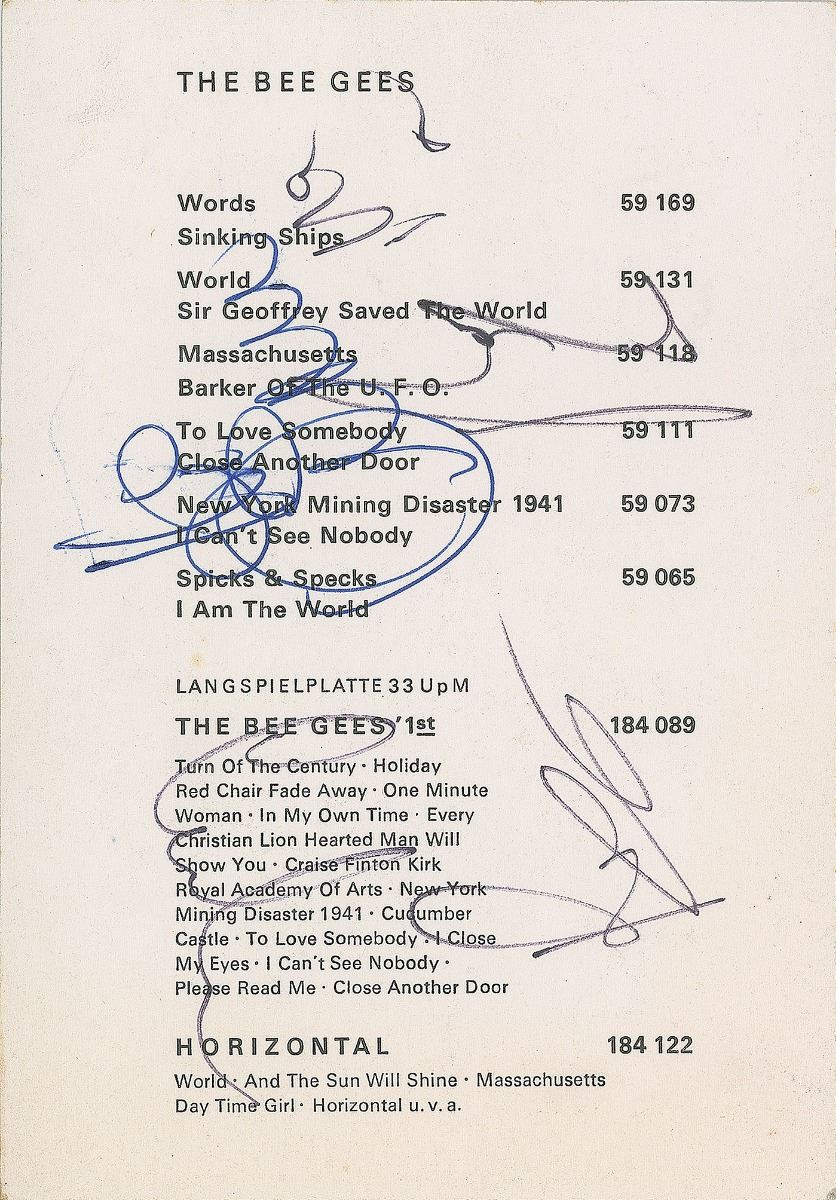 THE BEE GEES
Words 59 169
Sinking Ships
World 59 131
Sir Geoffrey Saved The World
Massachusetts 59 118
Barker Of The U. F. O.
To Love Somebody 59 111
Close Another Door
New York Mining Disaster 1941 59 073
I Can't See Nobody
Spicks & Specks 59 065
I Am The World
LANGSPIELPLATTE 33 UpM
THE BEE GEES '1st 184 089
Turn Of The Century · Holiday
Red Chair Fade Away · One Minute
Woman · In My Own Time · Every
Christian Lion Hearted Man Will
Show You · Craise Finton Kirk
Royal Academy Of Arts · New York
Mining Disaster 1941 · Cucumber
Castle · To Love Somebody · I Close
My Eyes · I Can't See Nobody ·
Please Read Me · Close Another Door
HORIZONTAL 184 122
World · And The Sun Will Shine · Massachusetts
Day Time Girl · Horizontal u. v. a.